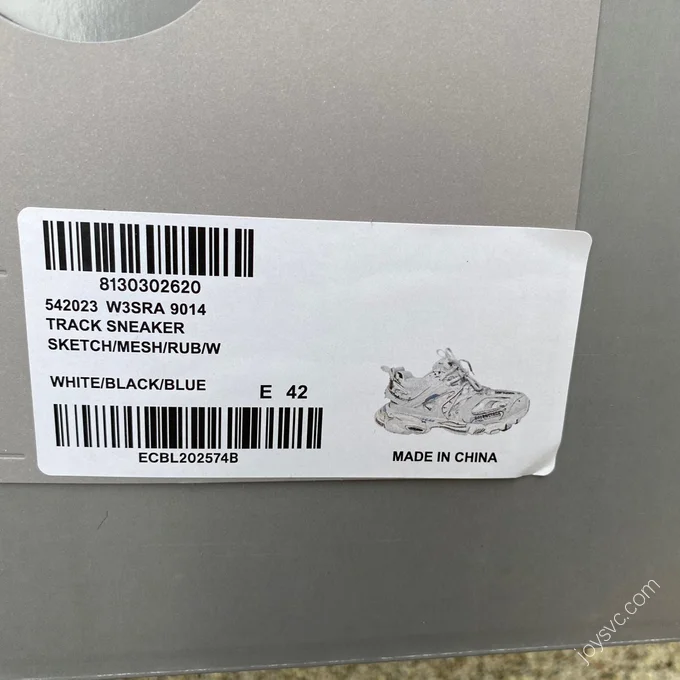 8130302620
542023 W3SRA 9014
TRACK SNEAKER
SKETCH/MESH/RUB/W
WHITE/BLACK/BLUE E 42
ECBL202574B
MADE IN CHINA
joysvc.com